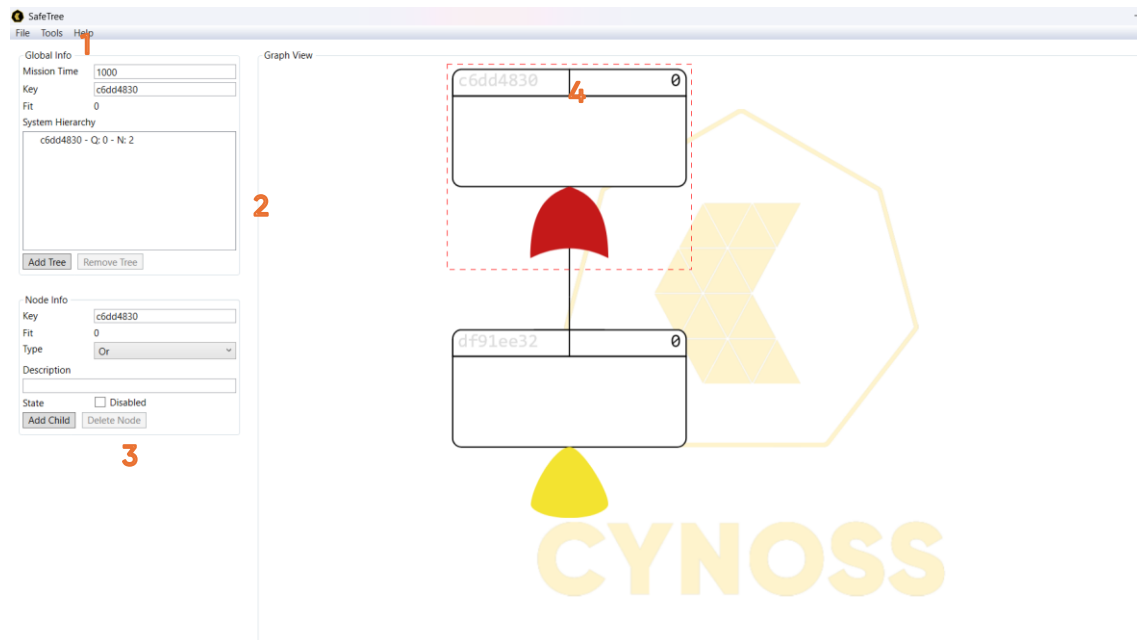 SafeTree
File Tools Help
1
Global Info
Mission Time 1000
Key c6dd4830
Fit 0
System Hierarchy
c6dd4830 - Q: 0 - N: 2
2
Add Tree Remove Tree
Node Info
Key c6dd4830
Fit 0
Type Or
Description
State Disabled
Add Child Delete Node
3
Graph View
c6dd4830 0
4
df91ee32 0
CYNOSS